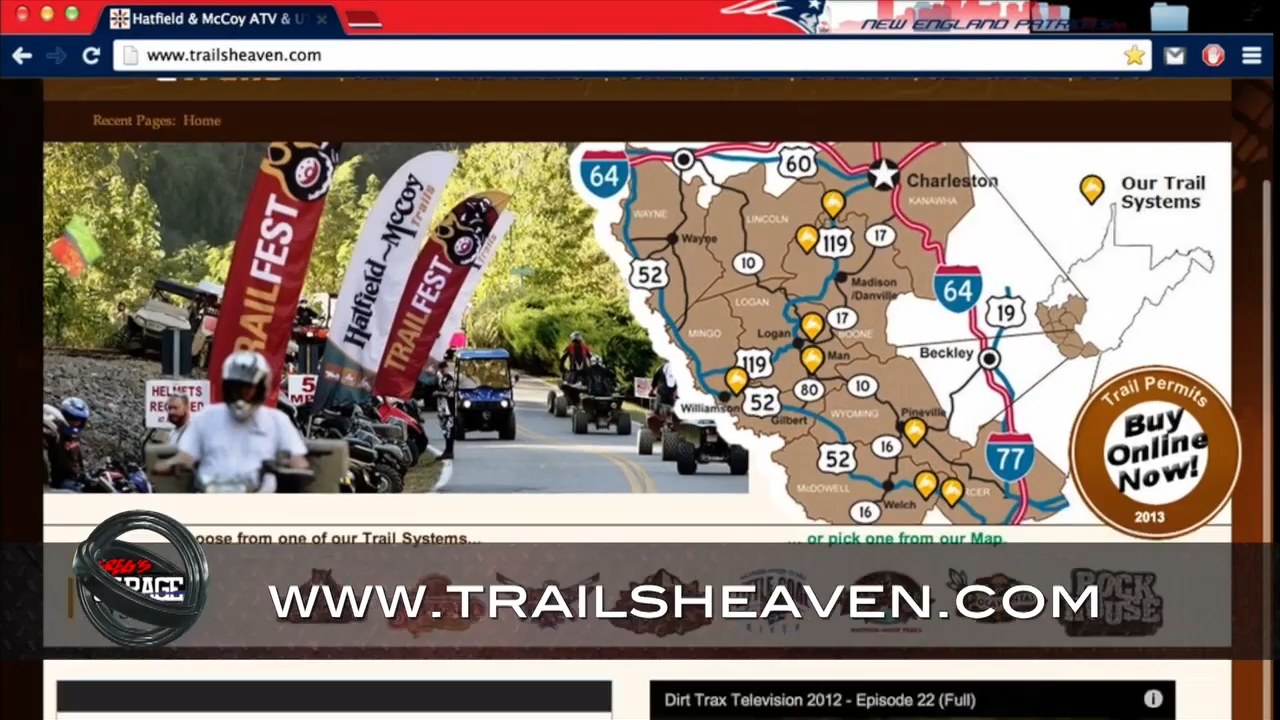 Hatfield & McCoy ATV & U
NEW ENGLAND PATRIOTS
www.trailsheaven.com
Recent Pages: Home
TRAILFEST
Hatfield~McCoy
Trails
TRAILFEST
HELMETS
5
64
60
Charleston
KANAWHA
Our Trail
Systems
WAYNE
LINCOLN
Wayne
119
17
52
10
Madison
/Danville
64
19
LOGAN
MINGO
Logan
17
BOONE
Beckley
119
Man
Williamson
52
80
10
Gilbert
WYOMING
Pineville
16
52
77
McDOWELL
Welch
RCER
16
Trail Permits
Buy
Online
Now!
2013
oose from one of our Trail Systems...
... or pick one from our Map.
GREG'S
GARAGE
WWW.TRAILSHEAVEN.COM
ROCK
HOUSE
Dirt Trax Television 2012 - Episode 22 (Full)